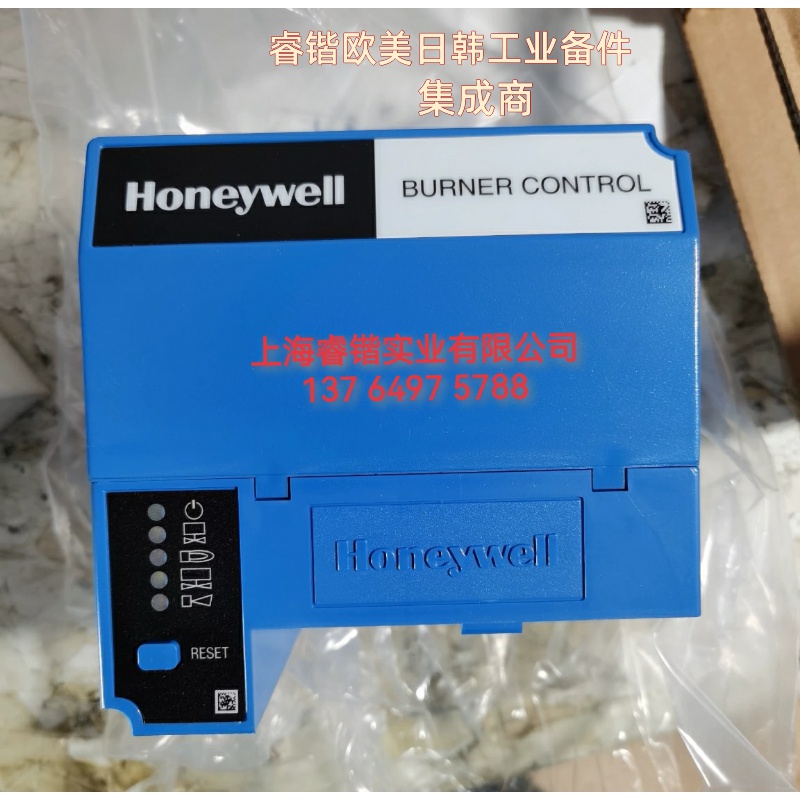 睿锴欧美日韩工业备件
集成商
Honeywell
BURNER CONTROL
上海睿锴实业有限公司
137 6497 5788
Honeywell
RESET